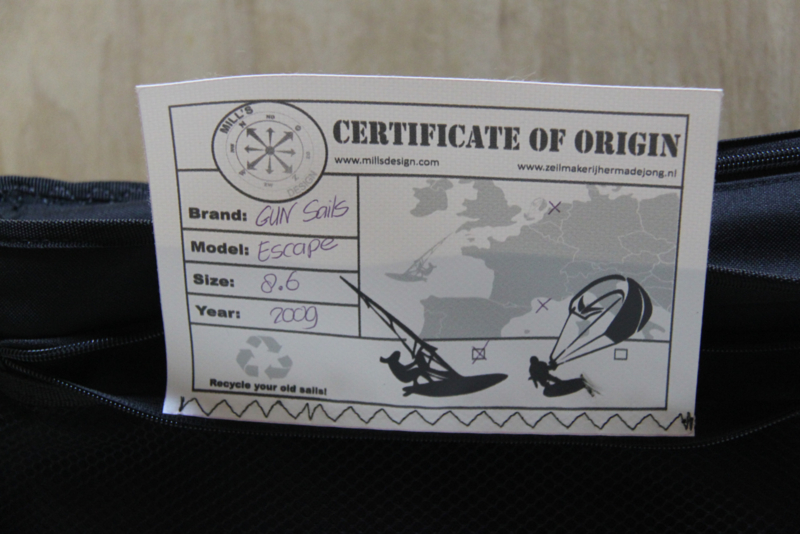 MILL'S
DESIGN
CERTIFICATE OF ORIGIN
www.millsdesign.com
www.zeilmakerijhermadejong.nl
Brand: GUN Sails
Model: Escape
Size: 8.6
Year: 2009
Recycle your old sails!